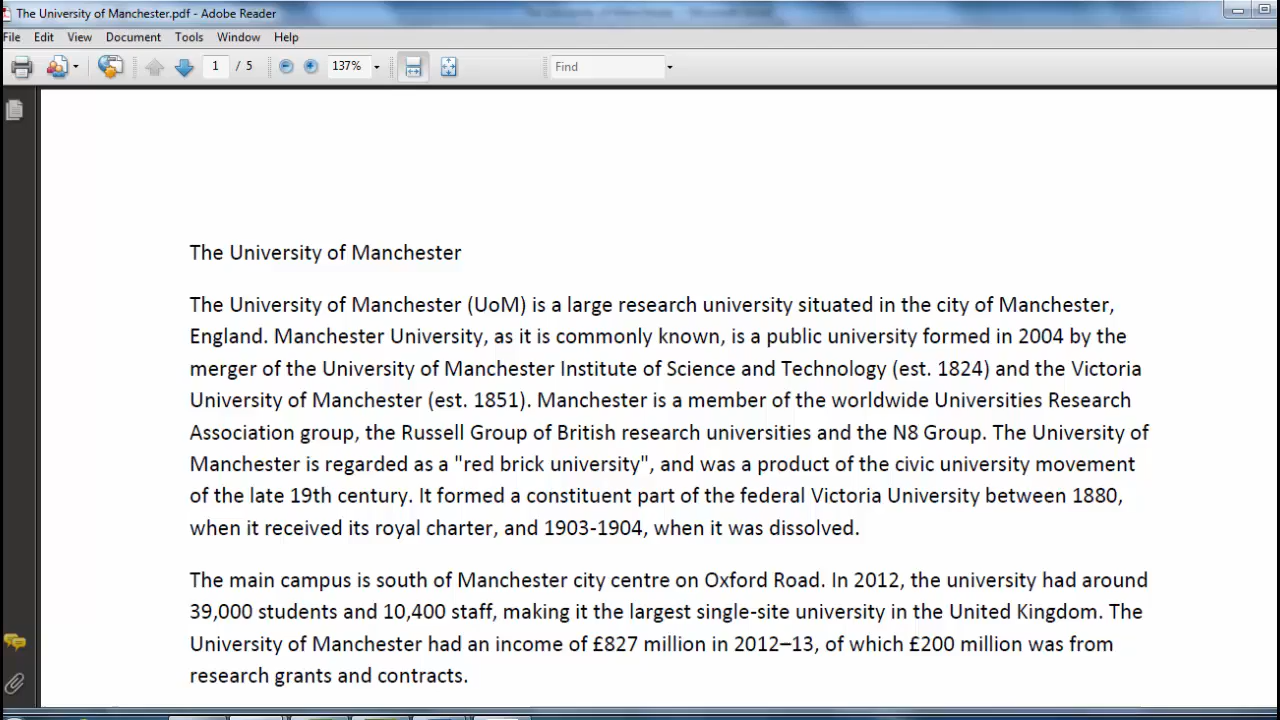 The University of Manchester.pdf - Adobe Reader
File Edit View Document Tools Window Help
1 / 5 137% Find
The University of Manchester
The University of Manchester (UoM) is a large research university situated in the city of Manchester,
England. Manchester University, as it is commonly known, is a public university formed in 2004 by the
merger of the University of Manchester Institute of Science and Technology (est. 1824) and the Victoria
University of Manchester (est. 1851). Manchester is a member of the worldwide Universities Research
Association group, the Russell Group of British research universities and the N8 Group. The University of
Manchester is regarded as a "red brick university", and was a product of the civic university movement
of the late 19th century. It formed a constituent part of the federal Victoria University between 1880,
when it received its royal charter, and 1903-1904, when it was dissolved.
The main campus is south of Manchester city centre on Oxford Road. In 2012, the university had around
39,000 students and 10,400 staff, making it the largest single-site university in the United Kingdom. The
University of Manchester had an income of £827 million in 2012–13, of which £200 million was from
research grants and contracts.